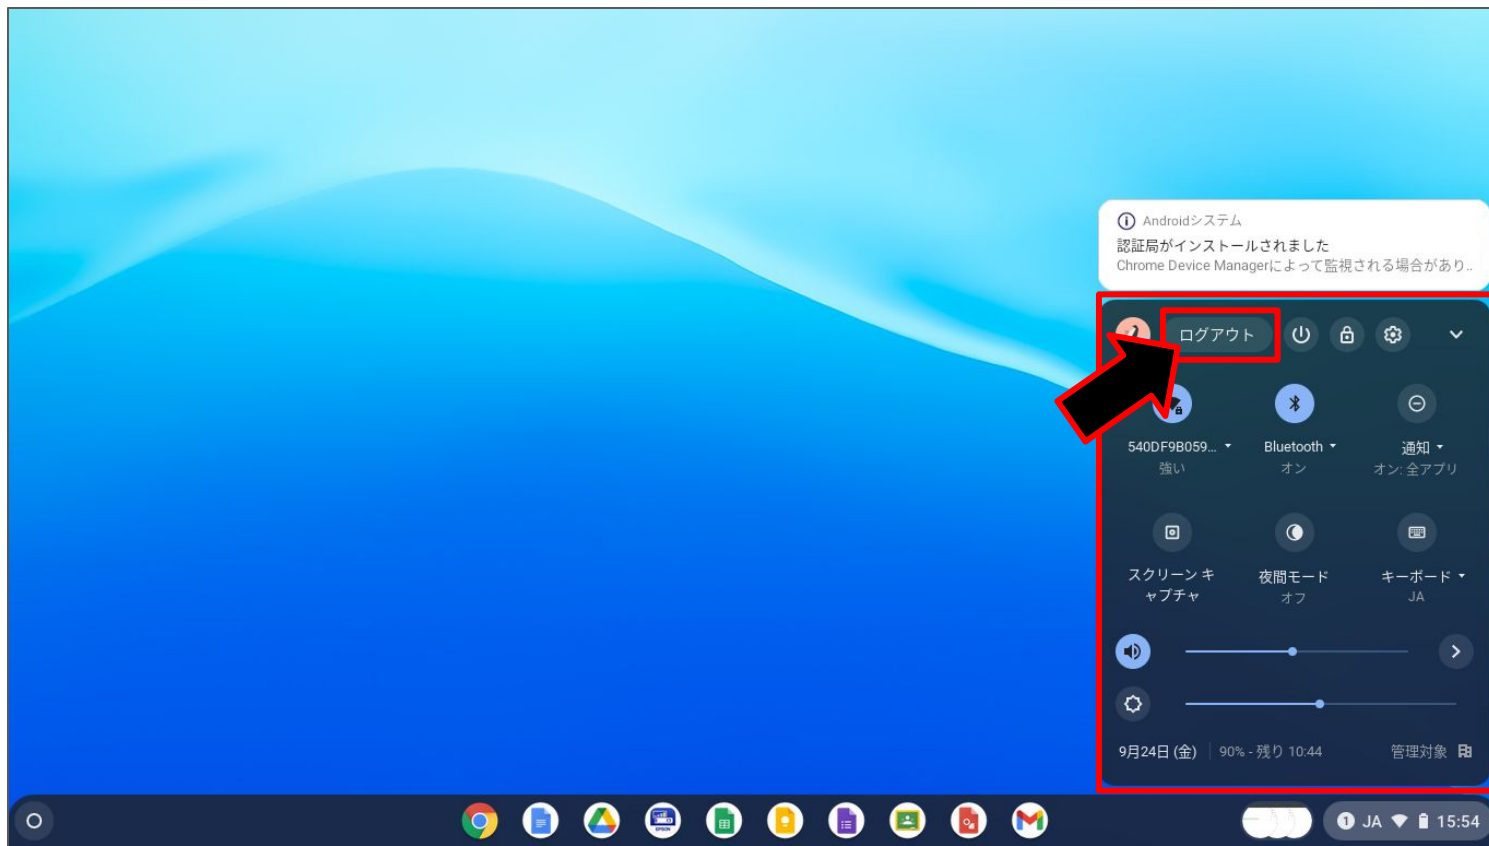 Androidシステム
認証局がインストールされました
Chrome Device Managerによって監視される場合があり..
ログアウト
540DF9B059...
強い
Bluetooth
オン
通知
オン: 全アプリ
スクリーン キ
ャプチャ
夜間モード
オフ
キーボード
JA
9月24日 (金)
90% - 残り 10:44
管理対象
EPSON
1 JA 15:54